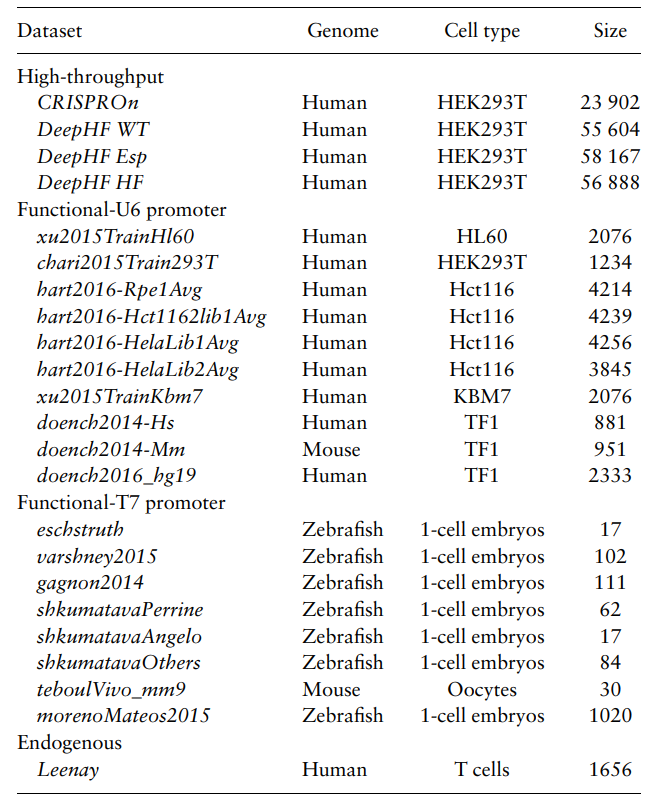 Dataset Genome Cell type Size
High-throughput
CRISPROn Human HEK293T 23 902
DeepHF WT Human HEK293T 55 604
DeepHF Esp Human HEK293T 58 167
DeepHF HF Human HEK293T 56 888
Functional-U6 promoter
xu2015TrainHl60 Human HL60 2076
chari2015Train293T Human HEK293T 1234
hart2016-Rpe1Avg Human Hct116 4214
hart2016-Hct1162lib1Avg Human Hct116 4239
hart2016-HelaLib1Avg Human Hct116 4256
hart2016-HelaLib2Avg Human Hct116 3845
xu2015TrainKbm7 Human KBM7 2076
doench2014-Hs Human TF1 881
doench2014-Mm Mouse TF1 951
doench2016_hg19 Human TF1 2333
Functional-T7 promoter
eschstruth Zebrafish 1-cell embryos 17
varshney2015 Zebrafish 1-cell embryos 102
gagnon2014 Zebrafish 1-cell embryos 111
shkumatavaPerrine Zebrafish 1-cell embryos 62
shkumatavaAngelo Zebrafish 1-cell embryos 17
shkumatavaOthers Zebrafish 1-cell embryos 84
teboulVivo_mm9 Mouse Oocytes 30
morenoMateos2015 Zebrafish 1-cell embryos 1020
Endogenous
Leenay Human T cells 1656